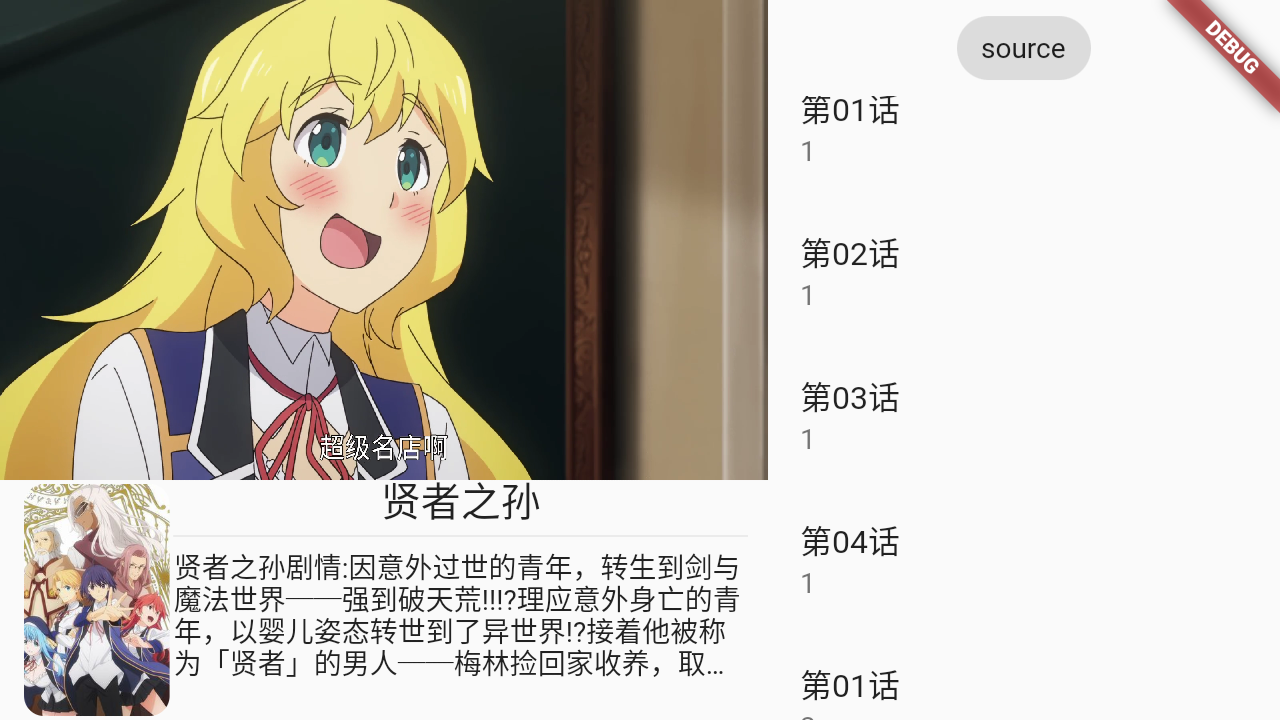 超级名店啊
贤者之孙
贤者之孙剧情:因意外过世的青年，转生到剑与
魔法世界——强到破天荒!!!?理应意外身亡的青
年，以婴儿姿态转世到了异世界!?接着他被称
为「贤者」的男人——梅林捡回家收养，取...
source
DEBUG
第01话
1
第02话
1
第03话
1
第04话
1
第01话